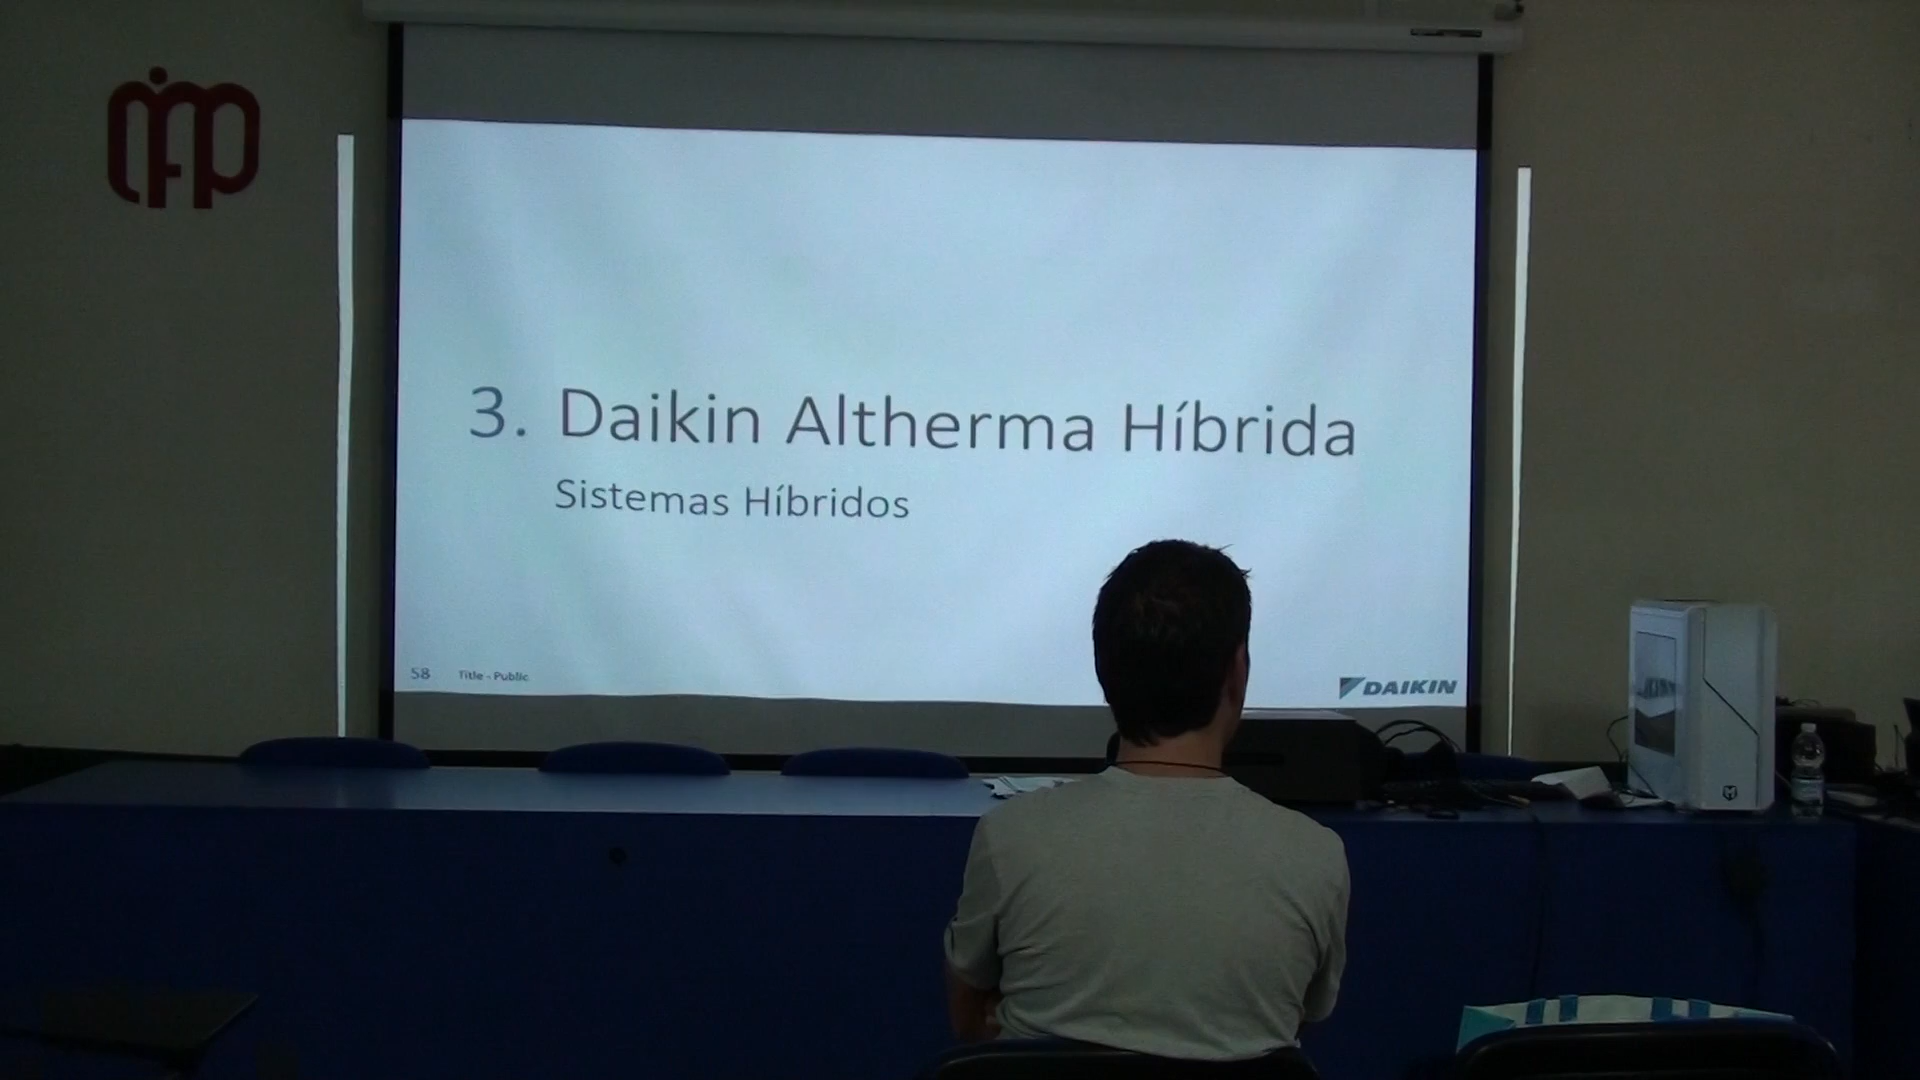 ifp
3. Daikin Altherma Híbrida
Sistemas Híbridos
58 Title - Public
DAIKIN